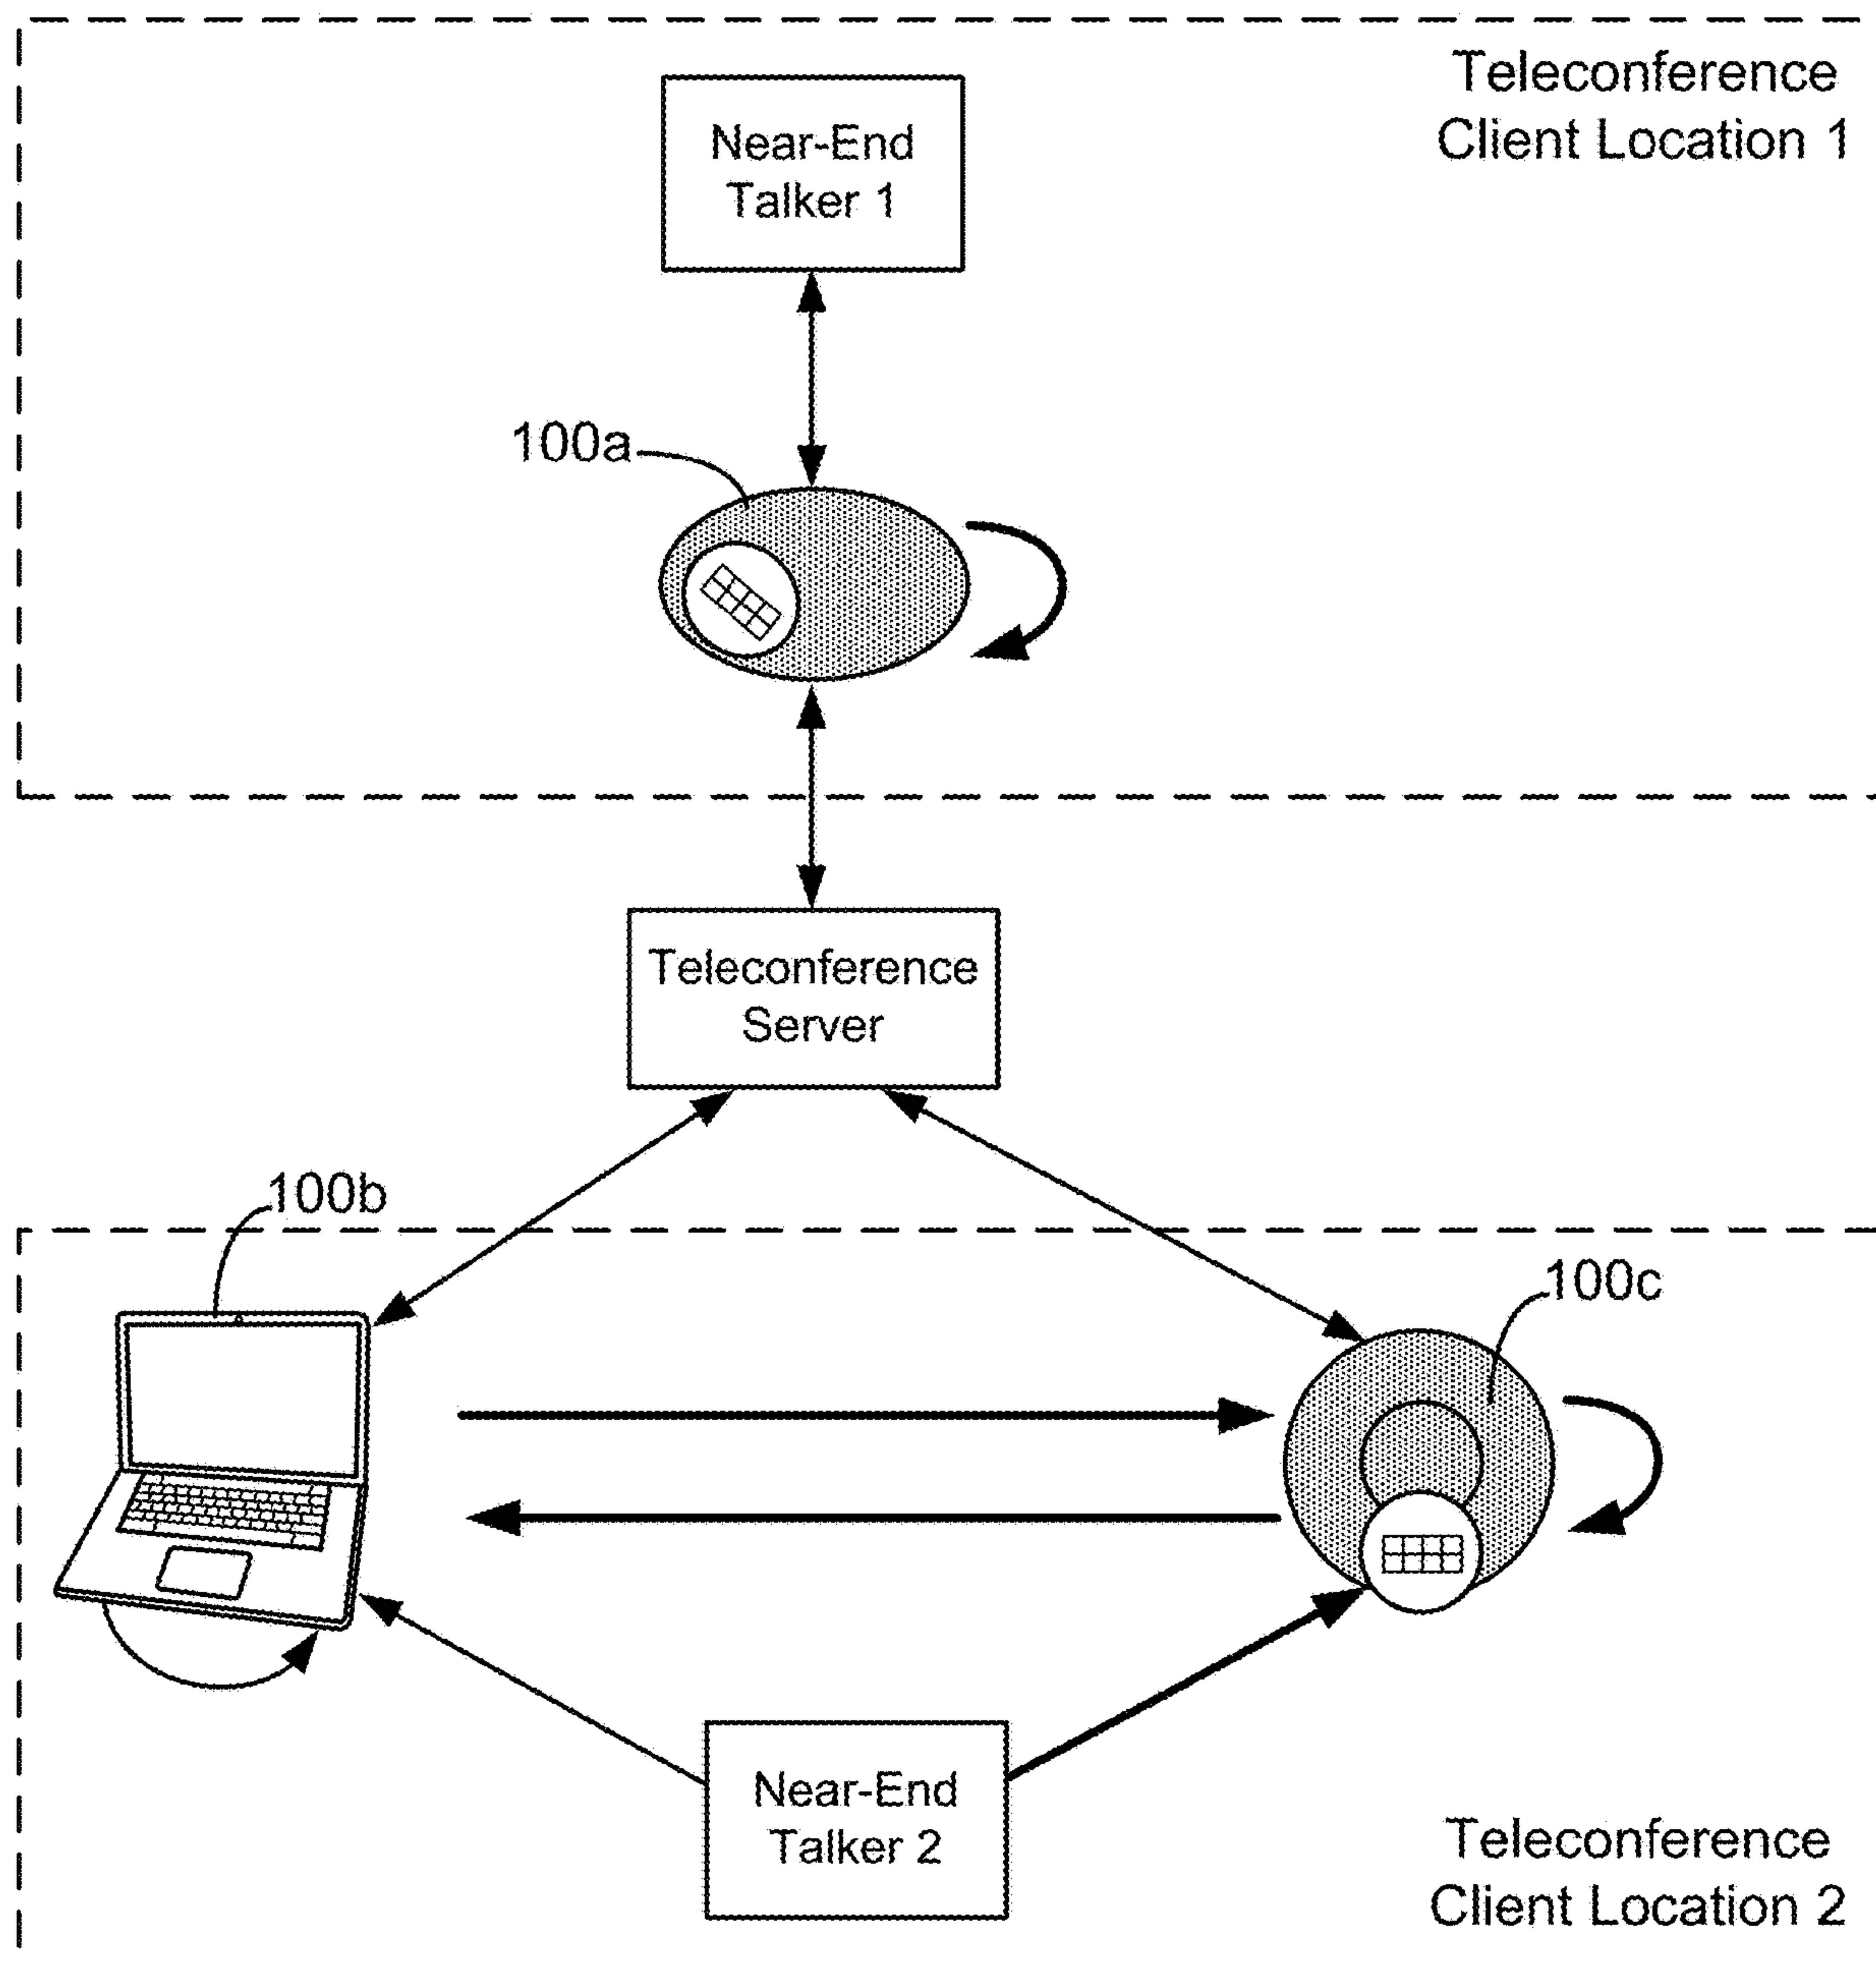 Teleconference
Client Location 1
Near-End
Talker 1
100a
Teleconference
Server
100b
100c
Near-End
Talker 2
Teleconference
Client Location 2